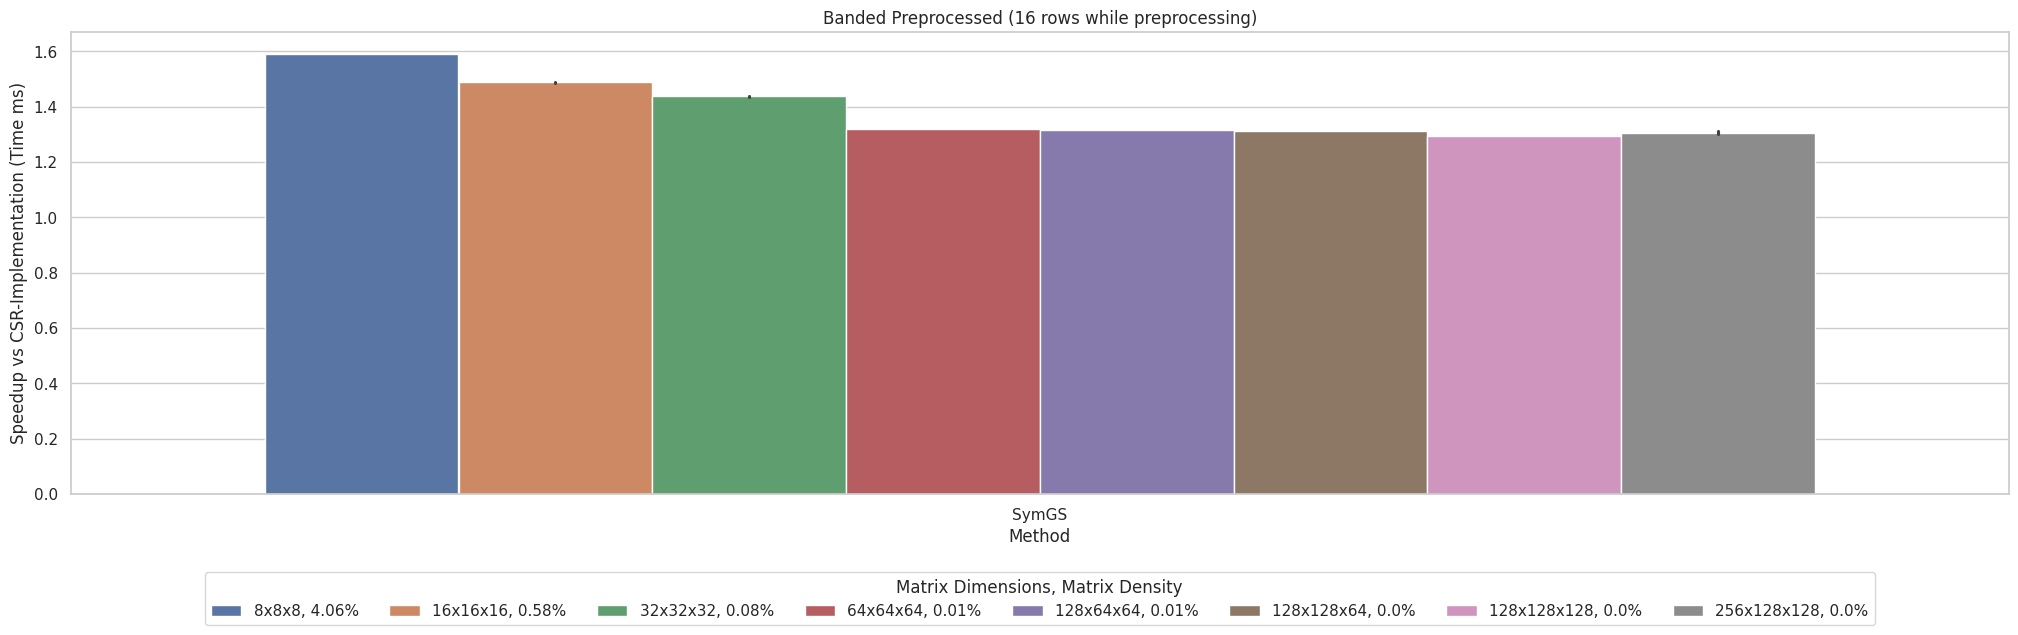 Banded Preprocessed (16 rows while preprocessing)
Speedup vs CSR-Implementation (Time ms)
1.6
1.4
1.2
1.0
0.8
0.6
0.4
0.2
0.0
SymGS
Method
Matrix Dimensions, Matrix Density
8x8x8, 4.06% 16x16x16, 0.58% 32x32x32, 0.08% 64x64x64, 0.01% 128x64x64, 0.01% 128x128x64, 0.0% 128x128x128, 0.0% 256x128x128, 0.0%